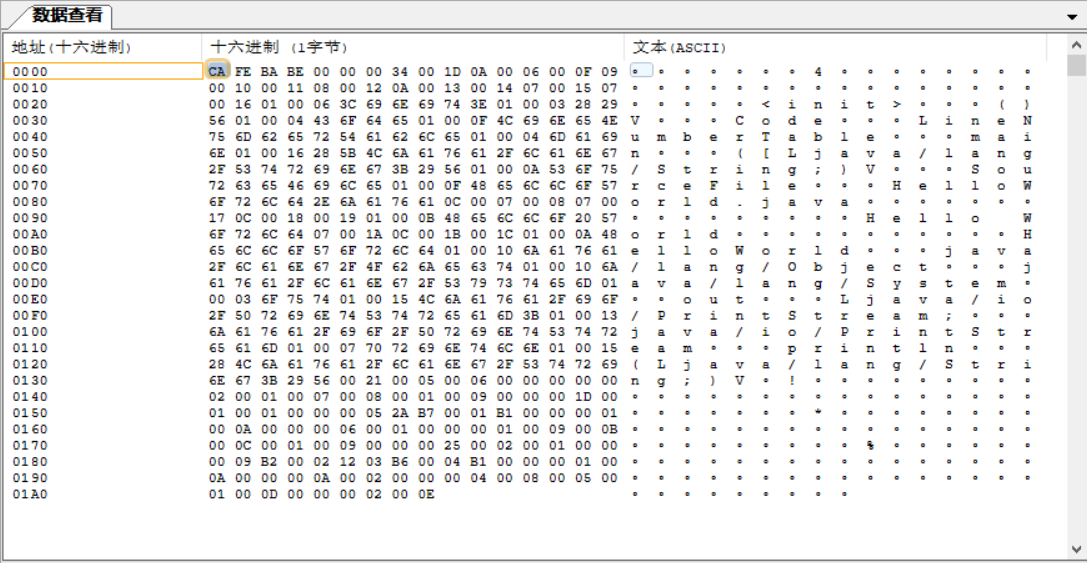 数据查看
地址(十六进制) 十六进制 (1字节) 文本(ASCII)
0000 CA FE BA BE 00 00 00 34 00 1D 0A 00 06 00 0F 09 ° ° ° ° ° ° ° 4 ° ° ° ° ° ° ° °
0010 00 10 00 11 08 00 12 0A 00 13 00 14 07 00 15 07 ° ° ° ° ° ° ° ° ° ° ° ° ° ° ° °
0020 00 16 01 00 06 3C 69 6E 69 74 3E 01 00 03 28 29 ° ° ° ° ° < i n i t > ° ° ° ( )
0030 56 01 00 04 43 6F 64 65 01 00 0F 4C 69 6E 65 4E V ° ° ° C o d e ° ° ° L i n e N
0040 75 6D 62 65 72 54 61 62 6C 65 01 00 04 6D 61 69 u m b e r T a b l e ° ° ° m a i
0050 6E 01 00 16 28 5B 4C 6A 61 76 61 2F 6C 61 6E 67 n ° ° ° ( [ L j a v a / l a n g
0060 2F 53 74 72 69 6E 67 3B 29 56 01 00 0A 53 6F 75 / S t r i n g ; ) V ° ° ° S o u
0070 72 63 65 46 69 6C 65 01 00 0F 48 65 6C 6C 6F 57 r c e F i l e ° ° ° H e l l o W
0080 6F 72 6C 64 2E 6A 61 76 61 0C 00 07 00 08 07 00 o r l d . j a v a ° ° ° ° ° ° °
0090 17 0C 00 18 00 19 01 00 0B 48 65 6C 6C 6F 20 57 ° ° ° ° ° ° ° ° ° H e l l o   W
00A0 6F 72 6C 64 07 00 1A 0C 00 1B 00 1C 01 00 0A 48 o r l d ° ° ° ° ° ° ° ° ° ° ° H
00B0 65 6C 6C 6F 57 6F 72 6C 64 01 00 10 6A 61 76 61 e l l o W o r l d ° ° ° j a v a
00C0 2F 6C 61 6E 67 2F 4F 62 6A 65 63 74 01 00 10 6A / l a n g / O b j e c t ° ° ° j
00D0 61 76 61 2F 6C 61 6E 67 2F 53 79 73 74 65 6D 01 a v a / l a n g / S y s t e m °
00E0 00 03 6F 75 74 01 00 15 4C 6A 61 76 61 2F 69 6F ° ° o u t ° ° ° L j a v a / i o
00F0 2F 50 72 69 6E 74 53 74 72 65 61 6D 3B 01 00 13 / P r i n t S t r e a m ; ° ° °
0100 6A 61 76 61 2F 69 6F 2F 50 72 69 6E 74 53 74 72 j a v a / i o / P r i n t S t r
0110 65 61 6D 01 00 07 70 72 69 6E 74 6C 6E 01 00 15 e a m ° ° ° p r i n t l n ° ° °
0120 28 4C 6A 61 76 61 2F 6C 61 6E 67 2F 53 74 72 69 ( L j a v a / l a n g / S t r i
0130 6E 67 3B 29 56 00 21 00 05 00 06 00 00 00 00 00 n g ; ) V ° ! ° ° ° ° ° ° ° ° °
0140 02 00 01 00 07 00 08 00 01 00 09 00 00 00 1D 00 ° ° ° ° ° ° ° ° ° ° ° ° ° ° ° °
0150 01 00 01 00 00 00 05 2A B7 00 01 B1 00 00 00 01 ° ° ° ° ° ° ° * ° ° ° ° ° ° ° °
0160 00 0A 00 00 00 06 00 01 00 00 00 01 00 09 00 0B ° ° ° ° ° ° ° ° ° ° ° ° ° ° ° °
0170 00 0C 00 01 00 09 00 00 00 25 00 02 00 01 00 00 ° ° ° ° ° ° ° ° ° % ° ° ° ° ° °
0180 00 09 B2 00 02 12 03 B6 00 04 B1 00 00 00 01 00 ° ° ° ° ° ° ° ° ° ° ° ° ° ° ° °
0190 0A 00 00 00 0A 00 02 00 00 00 04 00 08 00 05 00 ° ° ° ° ° ° ° ° ° ° ° ° ° ° ° °
01A0 01 00 0D 00 00 00 02 00 0E ° ° ° ° ° ° ° ° °